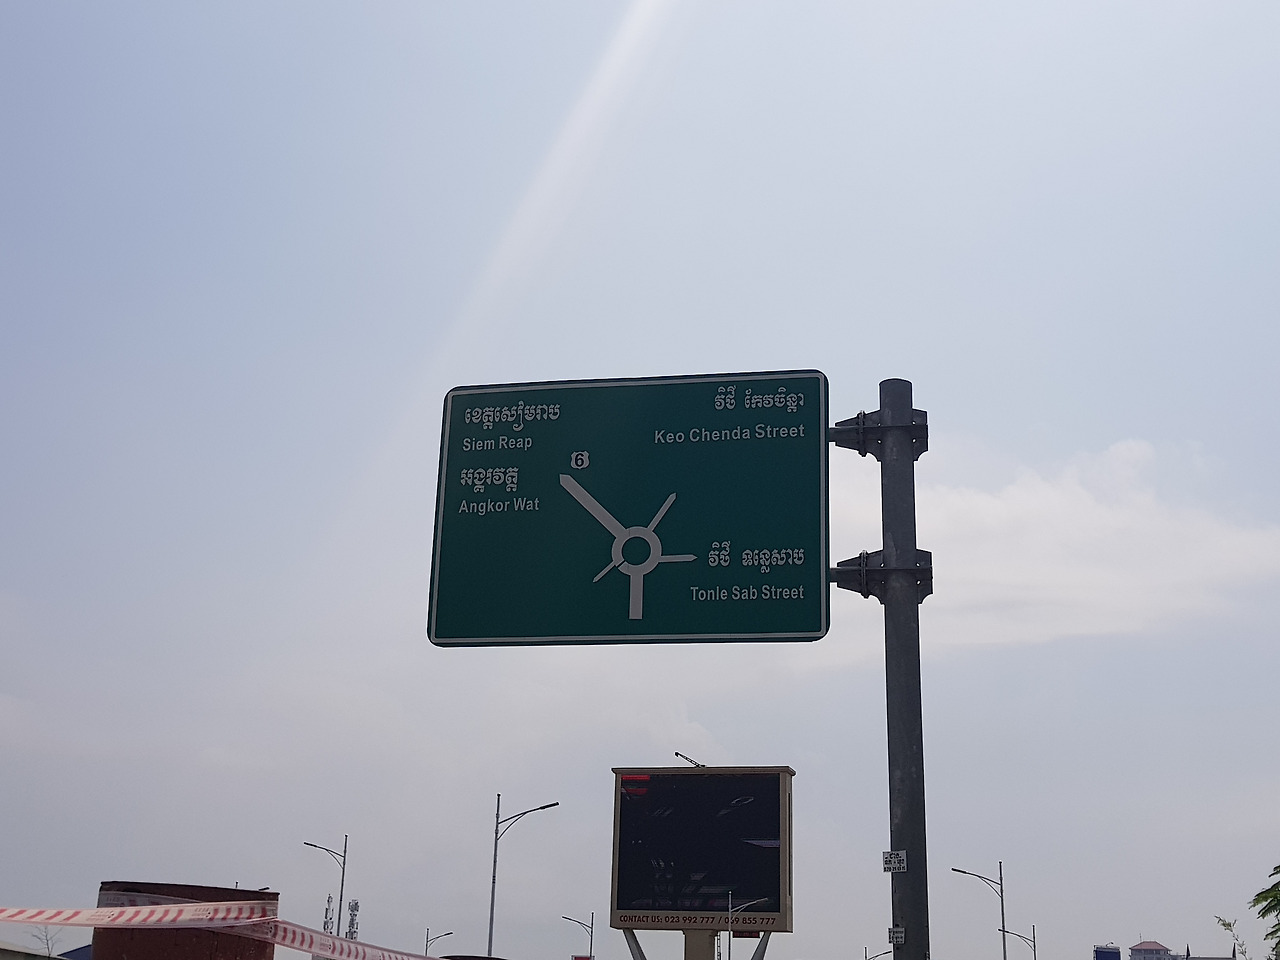 ខេត្តសៀមរាប
Siem Reap
អង្គរវត្ត
Angkor Wat
6
វិថី កែវចិន្តា
Keo Chenda Street
វិថី ទន្លេសាប
Tonle Sab Street
CONTACT US: 023 992 777 / 069 855 777